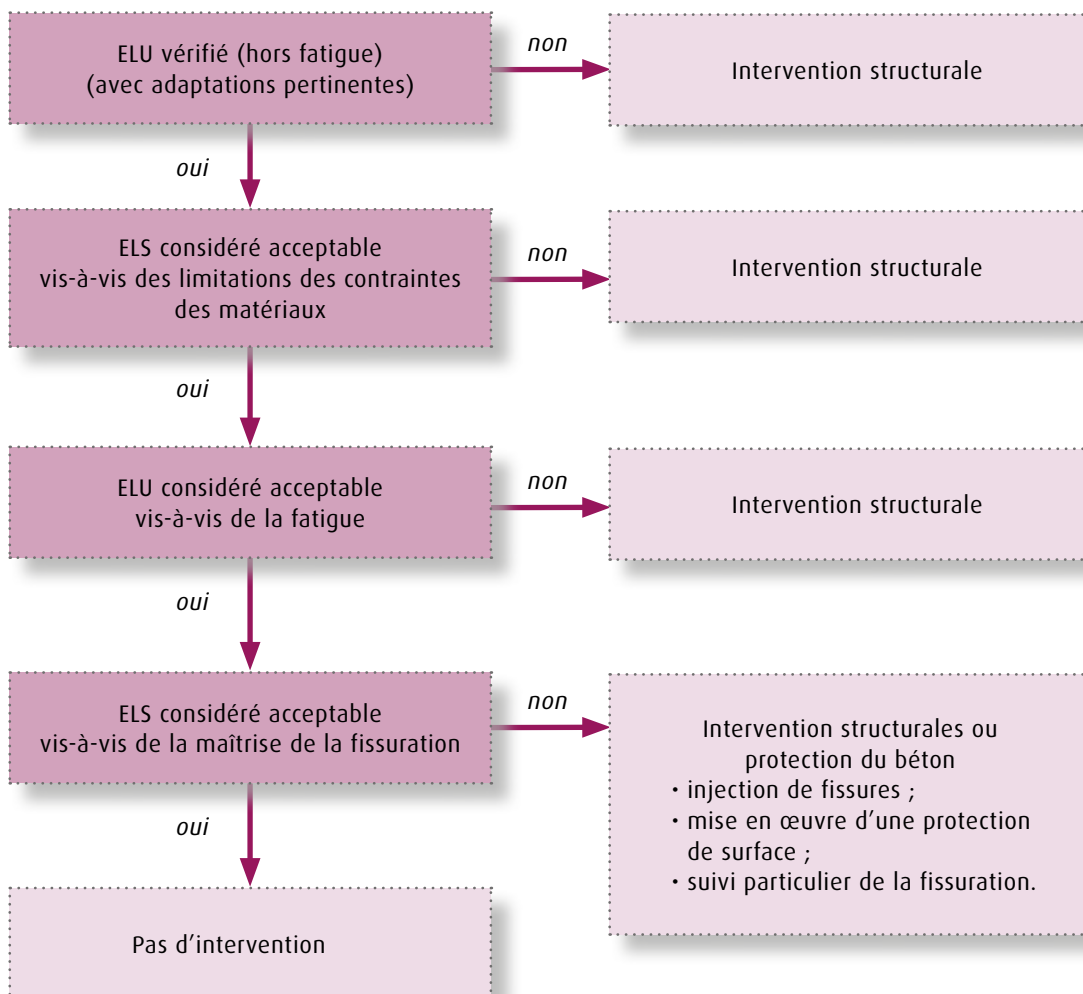 ELU vérifié (hors fatigue)
(avec adaptations pertinentes)
non
Intervention structurale
oui
ELS considéré acceptable
vis-à-vis des limitations des contraintes
des matériaux
non
Intervention structurale
oui
ELU considéré acceptable
vis-à-vis de la fatigue
non
Intervention structurale
oui
ELS considéré acceptable
vis-à-vis de la maîtrise de la fissuration
non
Intervention structurales ou
protection du béton
• injection de fissures ;
• mise en œuvre d'une protection
de surface ;
• suivi particulier de la fissuration.
oui
Pas d'intervention